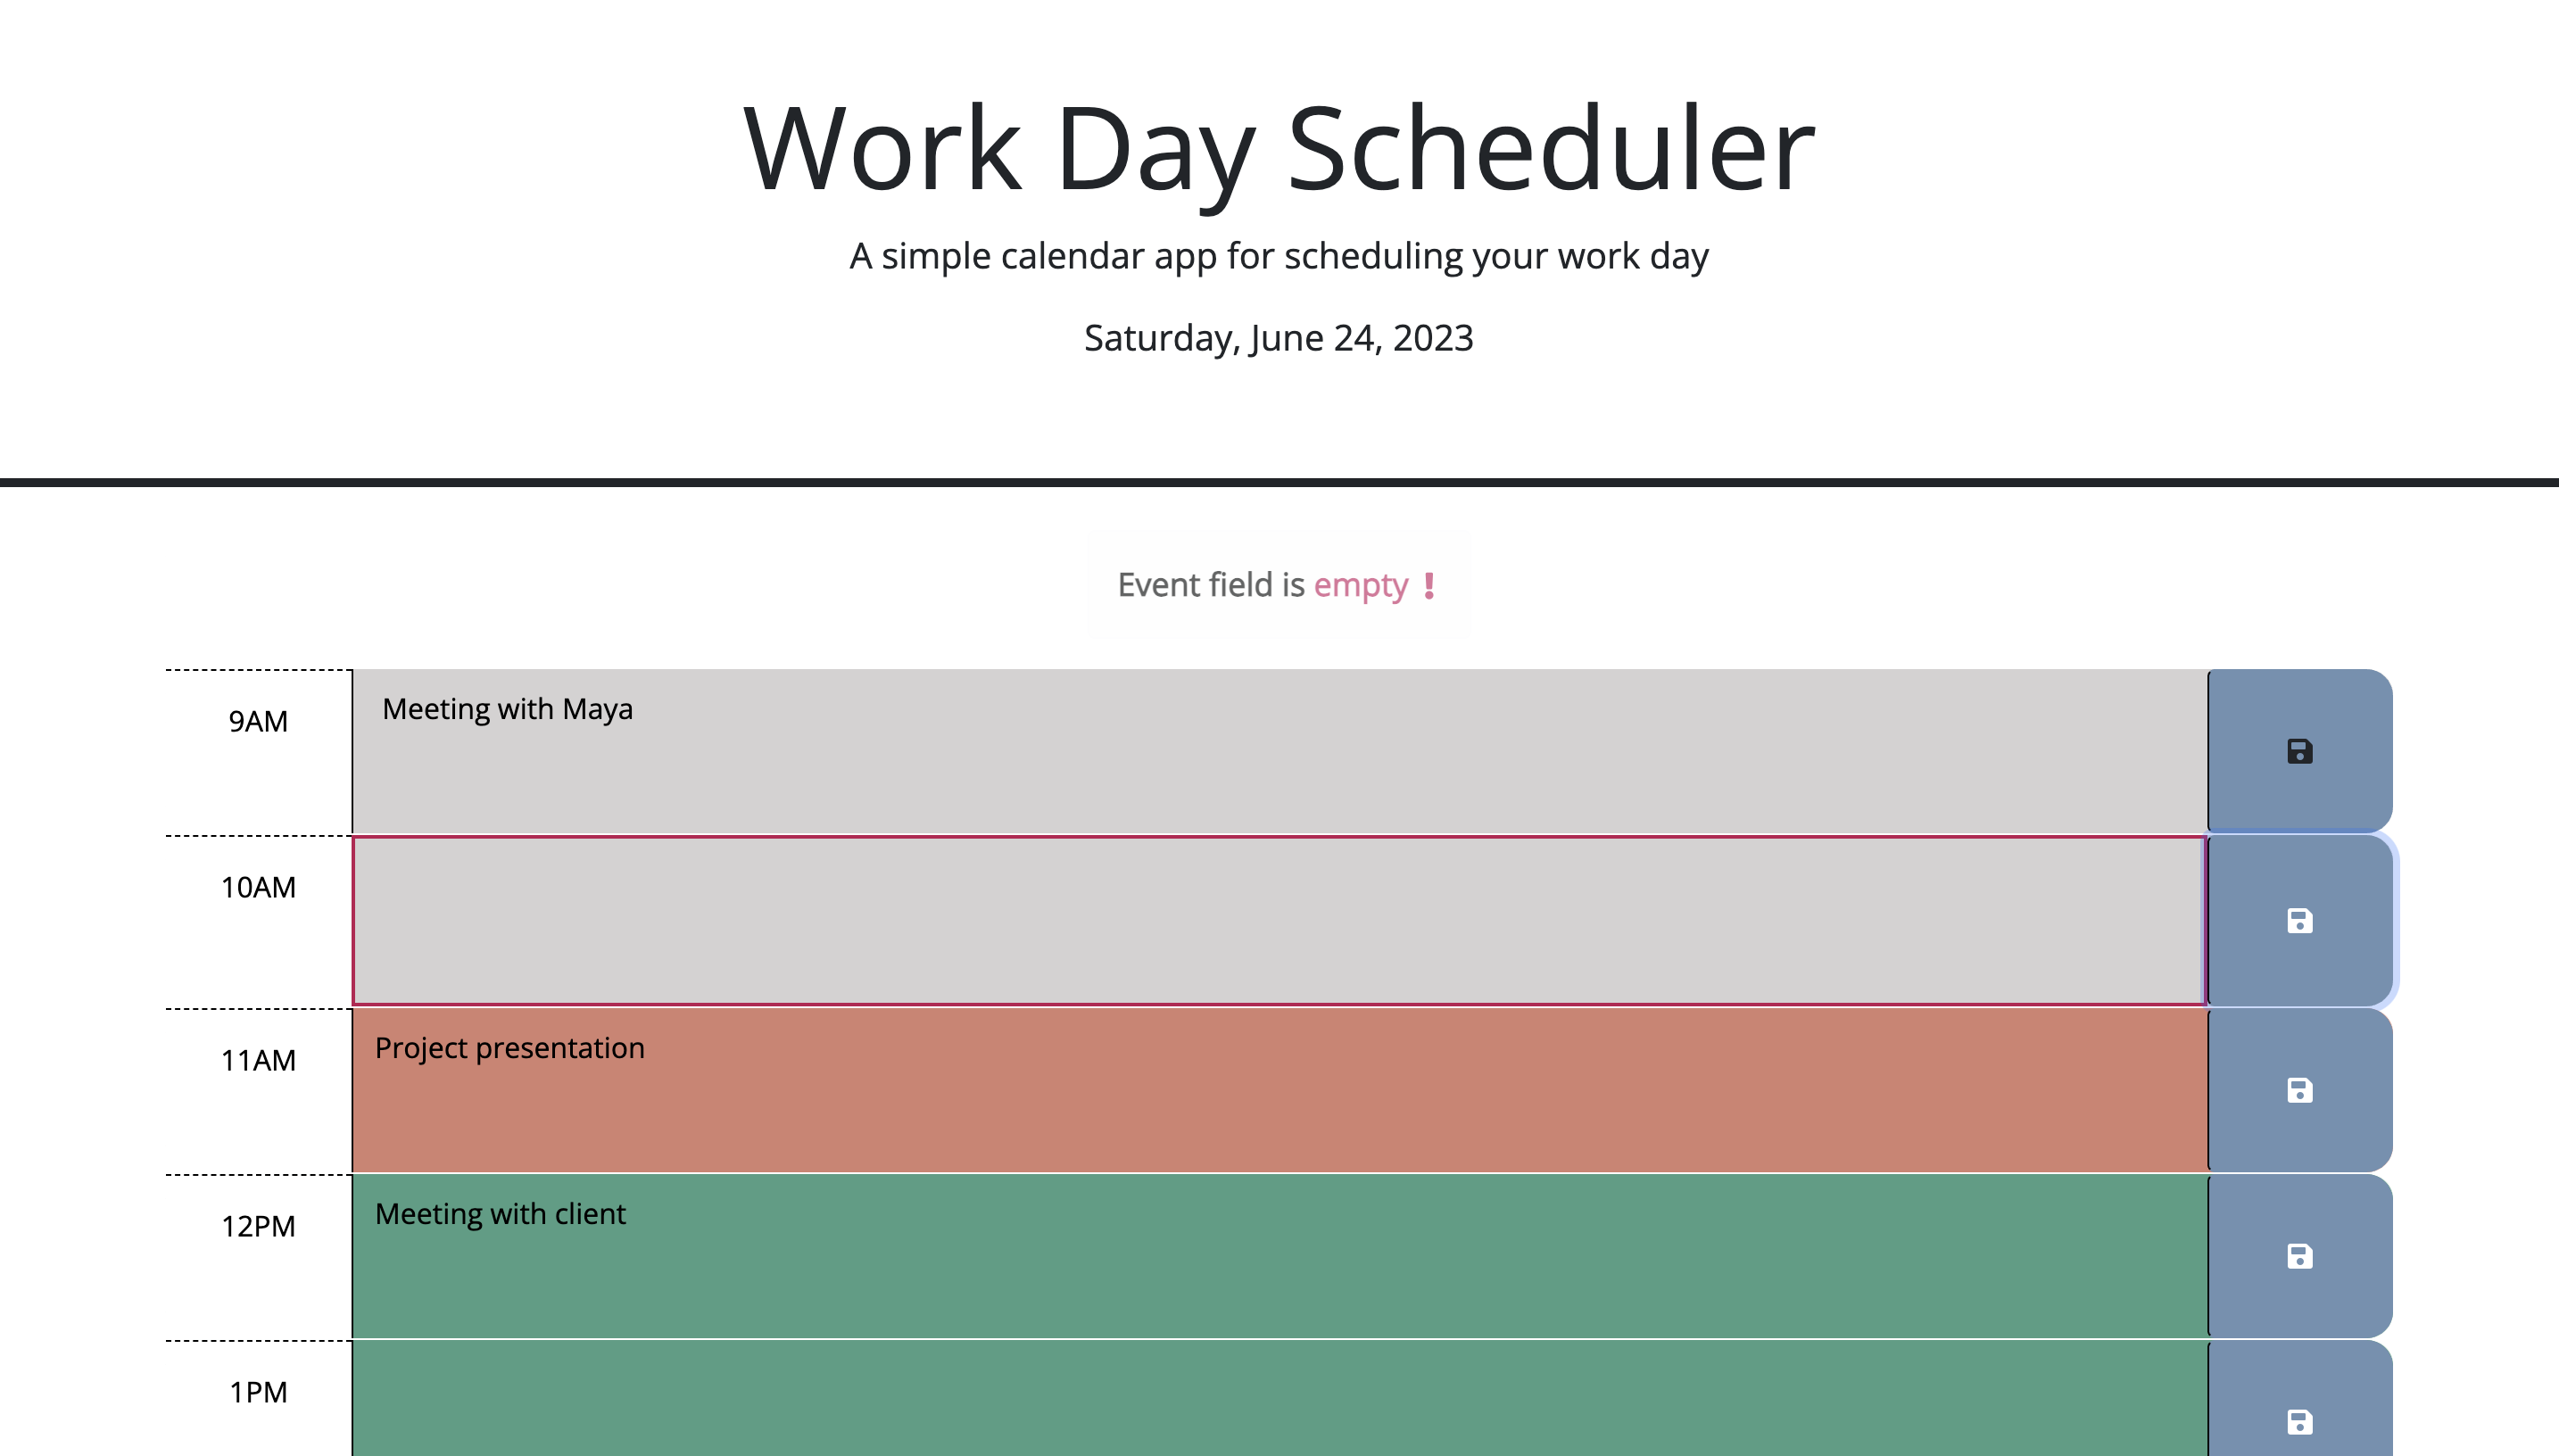 Work Day Scheduler
A simple calendar app for scheduling your work day
Saturday, June 24, 2023
Event field is empty !
9AM
Meeting with Maya
10AM
11AM
Project presentation
12PM
Meeting with client
1PM